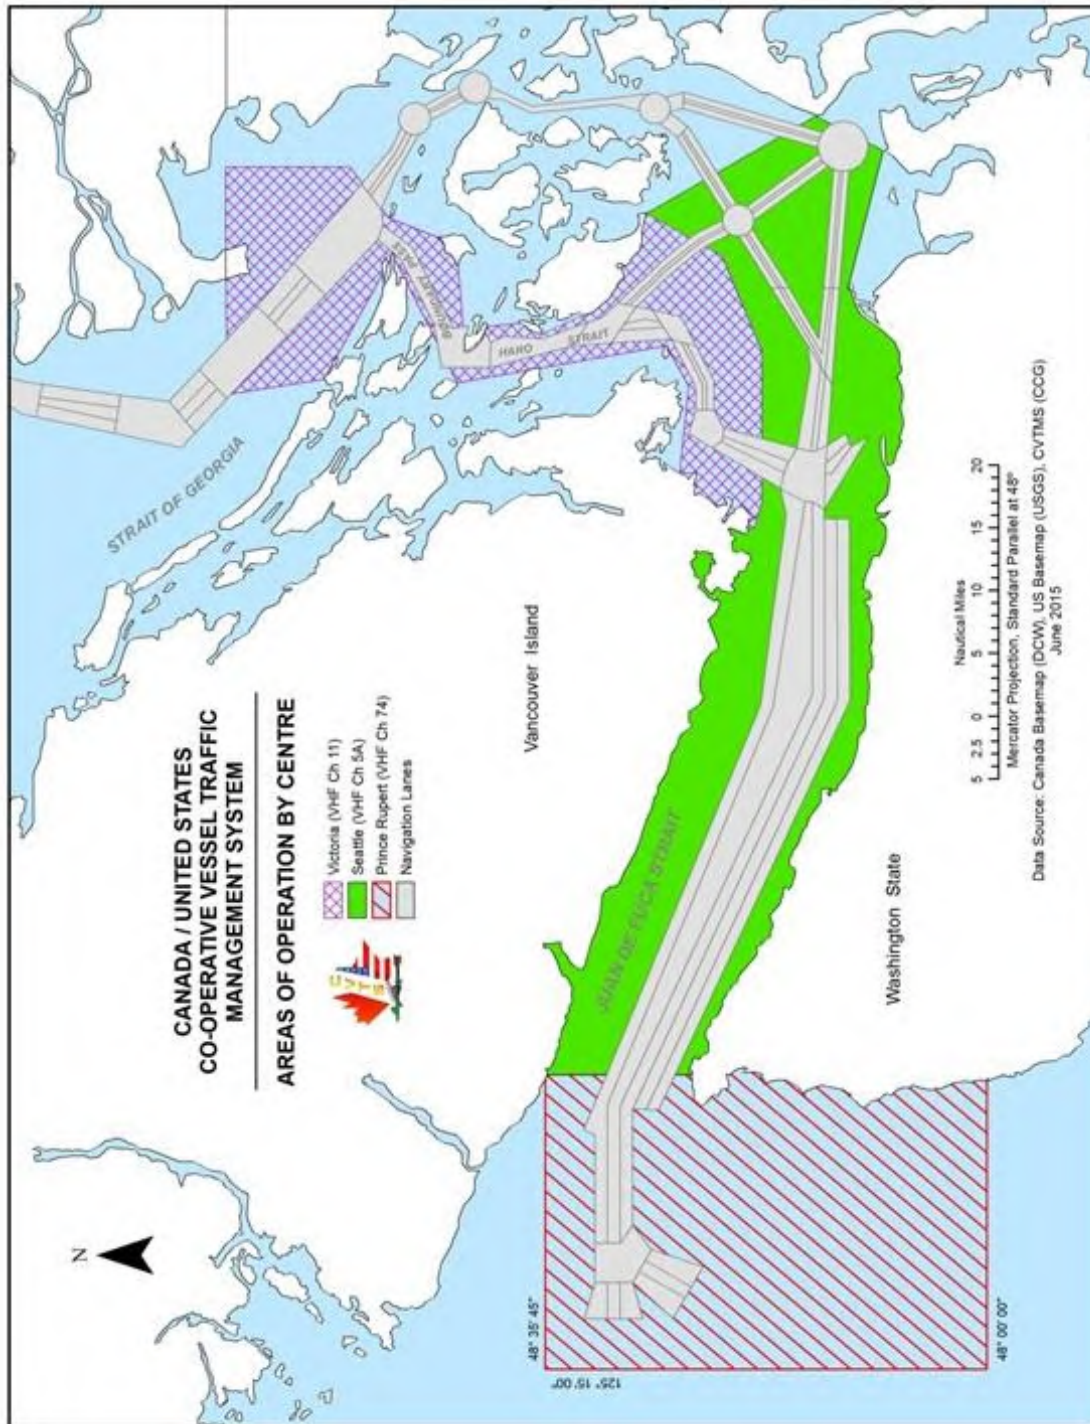 CANADA / UNITED STATES
CO-OPERATIVE VESSEL TRAFFIC
MANAGEMENT SYSTEM
AREAS OF OPERATION BY CENTRE
C
V
T
S
Victoria (VHF Ch 11)
Seattle (VHF Ch 5A)
Prince Rupert (VHF Ch 74)
Navigation Lanes
N
STRAIT OF GEORGIA
BOUNDARY PASS
HARO STRAIT
Vancouver Island
JUAN DE FUCA STRAIT
Washington State
48° 35' 45"
125° 15' 00"
48° 00' 00"
Nautical Miles
5 2.5 0 5 10 15 20
Mercator Projection, Standard Parallel at 48°
Data Source: Canada Basemap (DCW), US Basemap (USGS), CVTMS (CCG)
June 2015